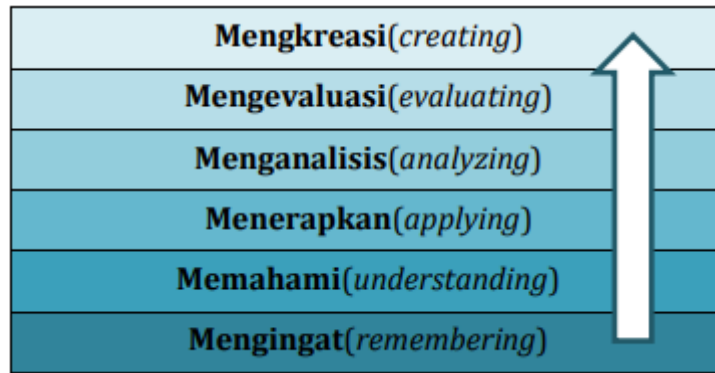 Mengkreasi(creating)
Mengevaluasi(evaluating)
Menganalisis(analyzing)
Menerapkan(applying)
Memahami(understanding)
Mengingat(remembering)